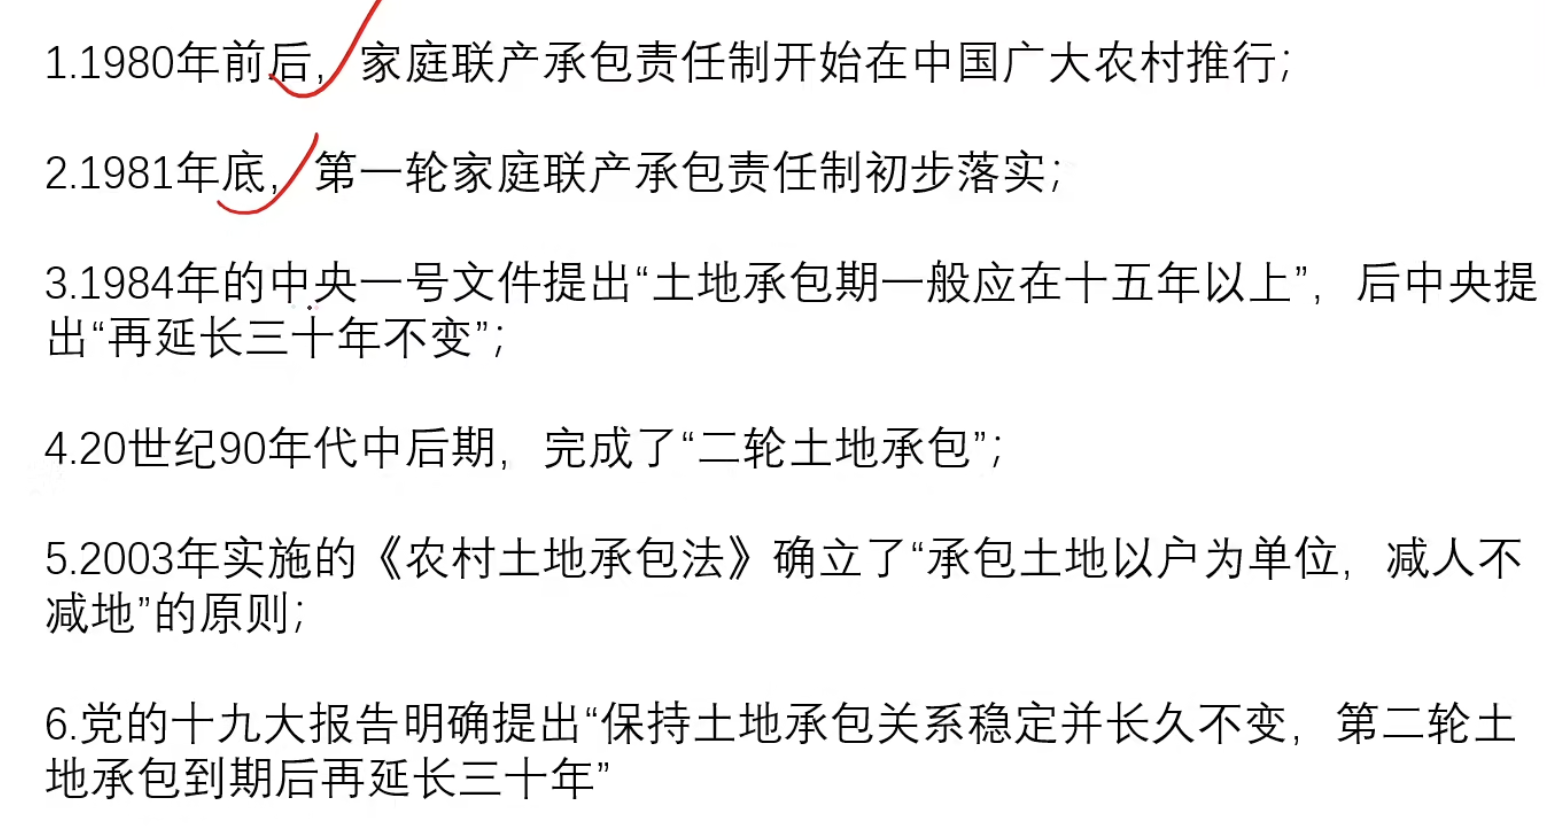 1.1980年前后，家庭联产承包责任制开始在中国广大农村推行；
2.1981年底，第一轮家庭联产承包责任制初步落实；
3.1984年的中央一号文件提出“土地承包期一般应在十五年以上”，后中央提
出“再延长三十年不变”；
4.20世纪90年代中后期，完成了“二轮土地承包”；
5.2003年实施的《农村土地承包法》确立了“承包土地以户为单位，减人不
减地”的原则；
6.党的十九大报告明确提出“保持土地承包关系稳定并长久不变，第二轮土
地承包到期后再延长三十年”